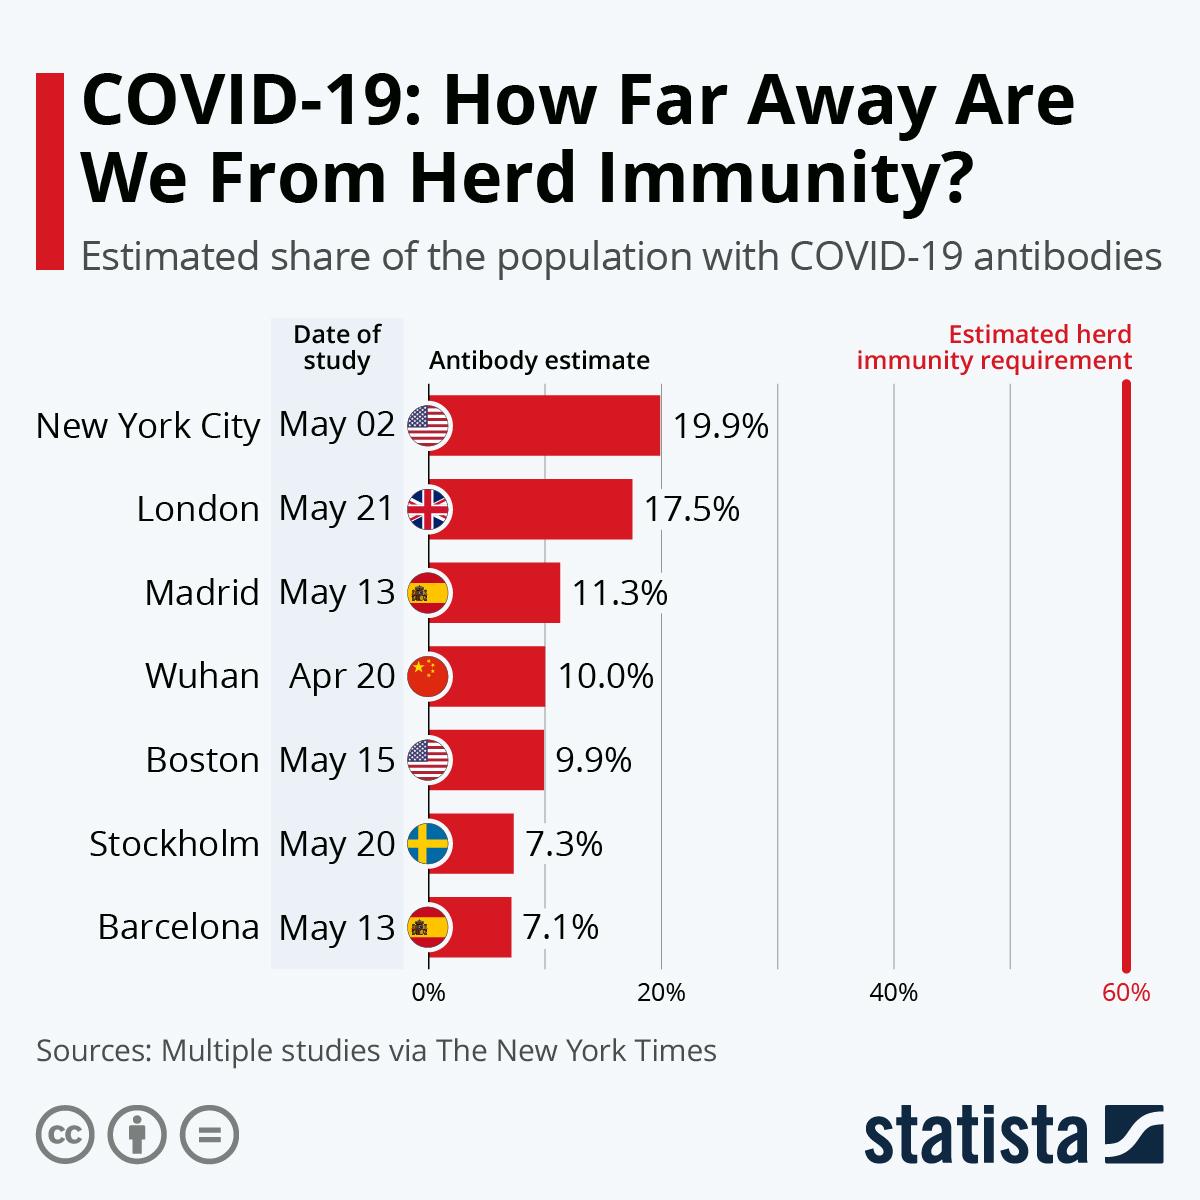 COVID-19: How Far Away Are
We From Herd Immunity?
Estimated share of the population with COVID-19 antibodies
Date of
study
Antibody estimate
Estimated herd
immunity requirement
New York City May 02 19.9%
London May 21 17.5%
Madrid May 13 11.3%
Wuhan Apr 20 10.0%
Boston May 15 9.9%
Stockholm May 20 7.3%
Barcelona May 13 7.1%
0% 20% 40% 60%
Sources: Multiple studies via The New York Times
cc = statista